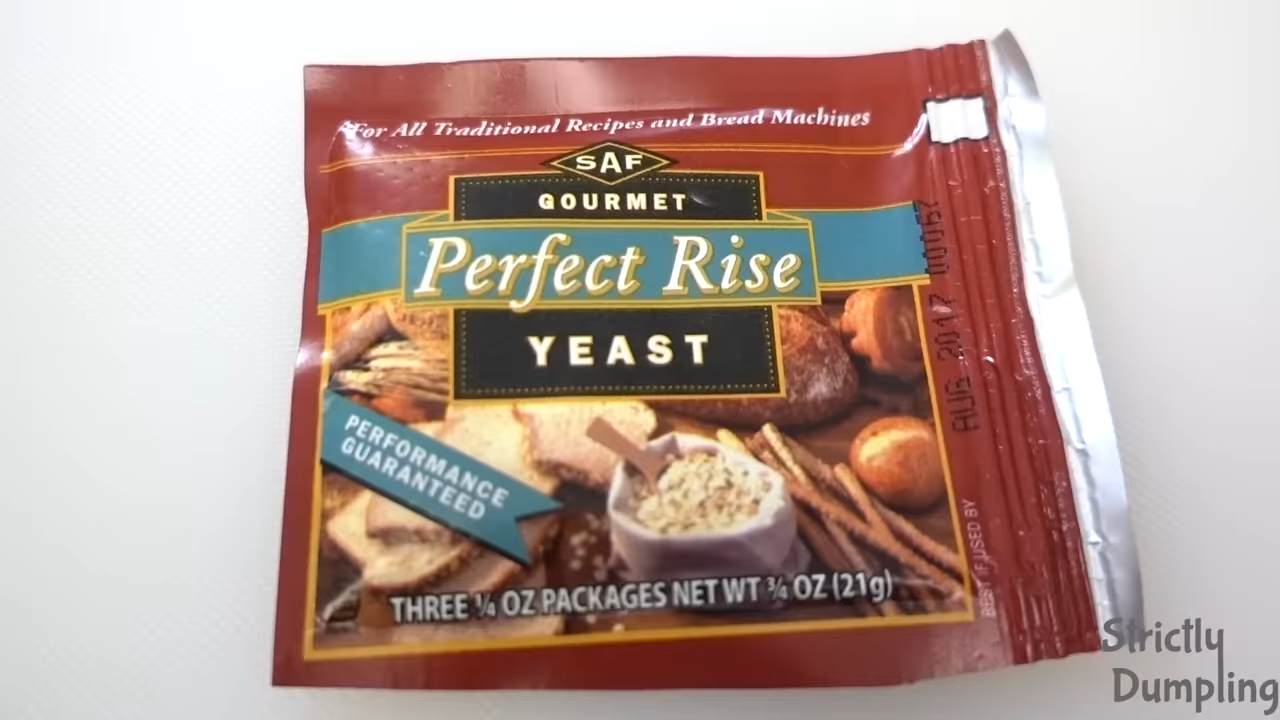 For All Traditional Recipes and Bread Machines
SAF
GOURMET
Perfect Rise
YEAST
PERFORMANCE
GUARANTEED
THREE ¼ OZ PACKAGES NET WT ¾ OZ (21g)
BEST IF USED BY
AUG 2017 00067
Strictly
Dumpling